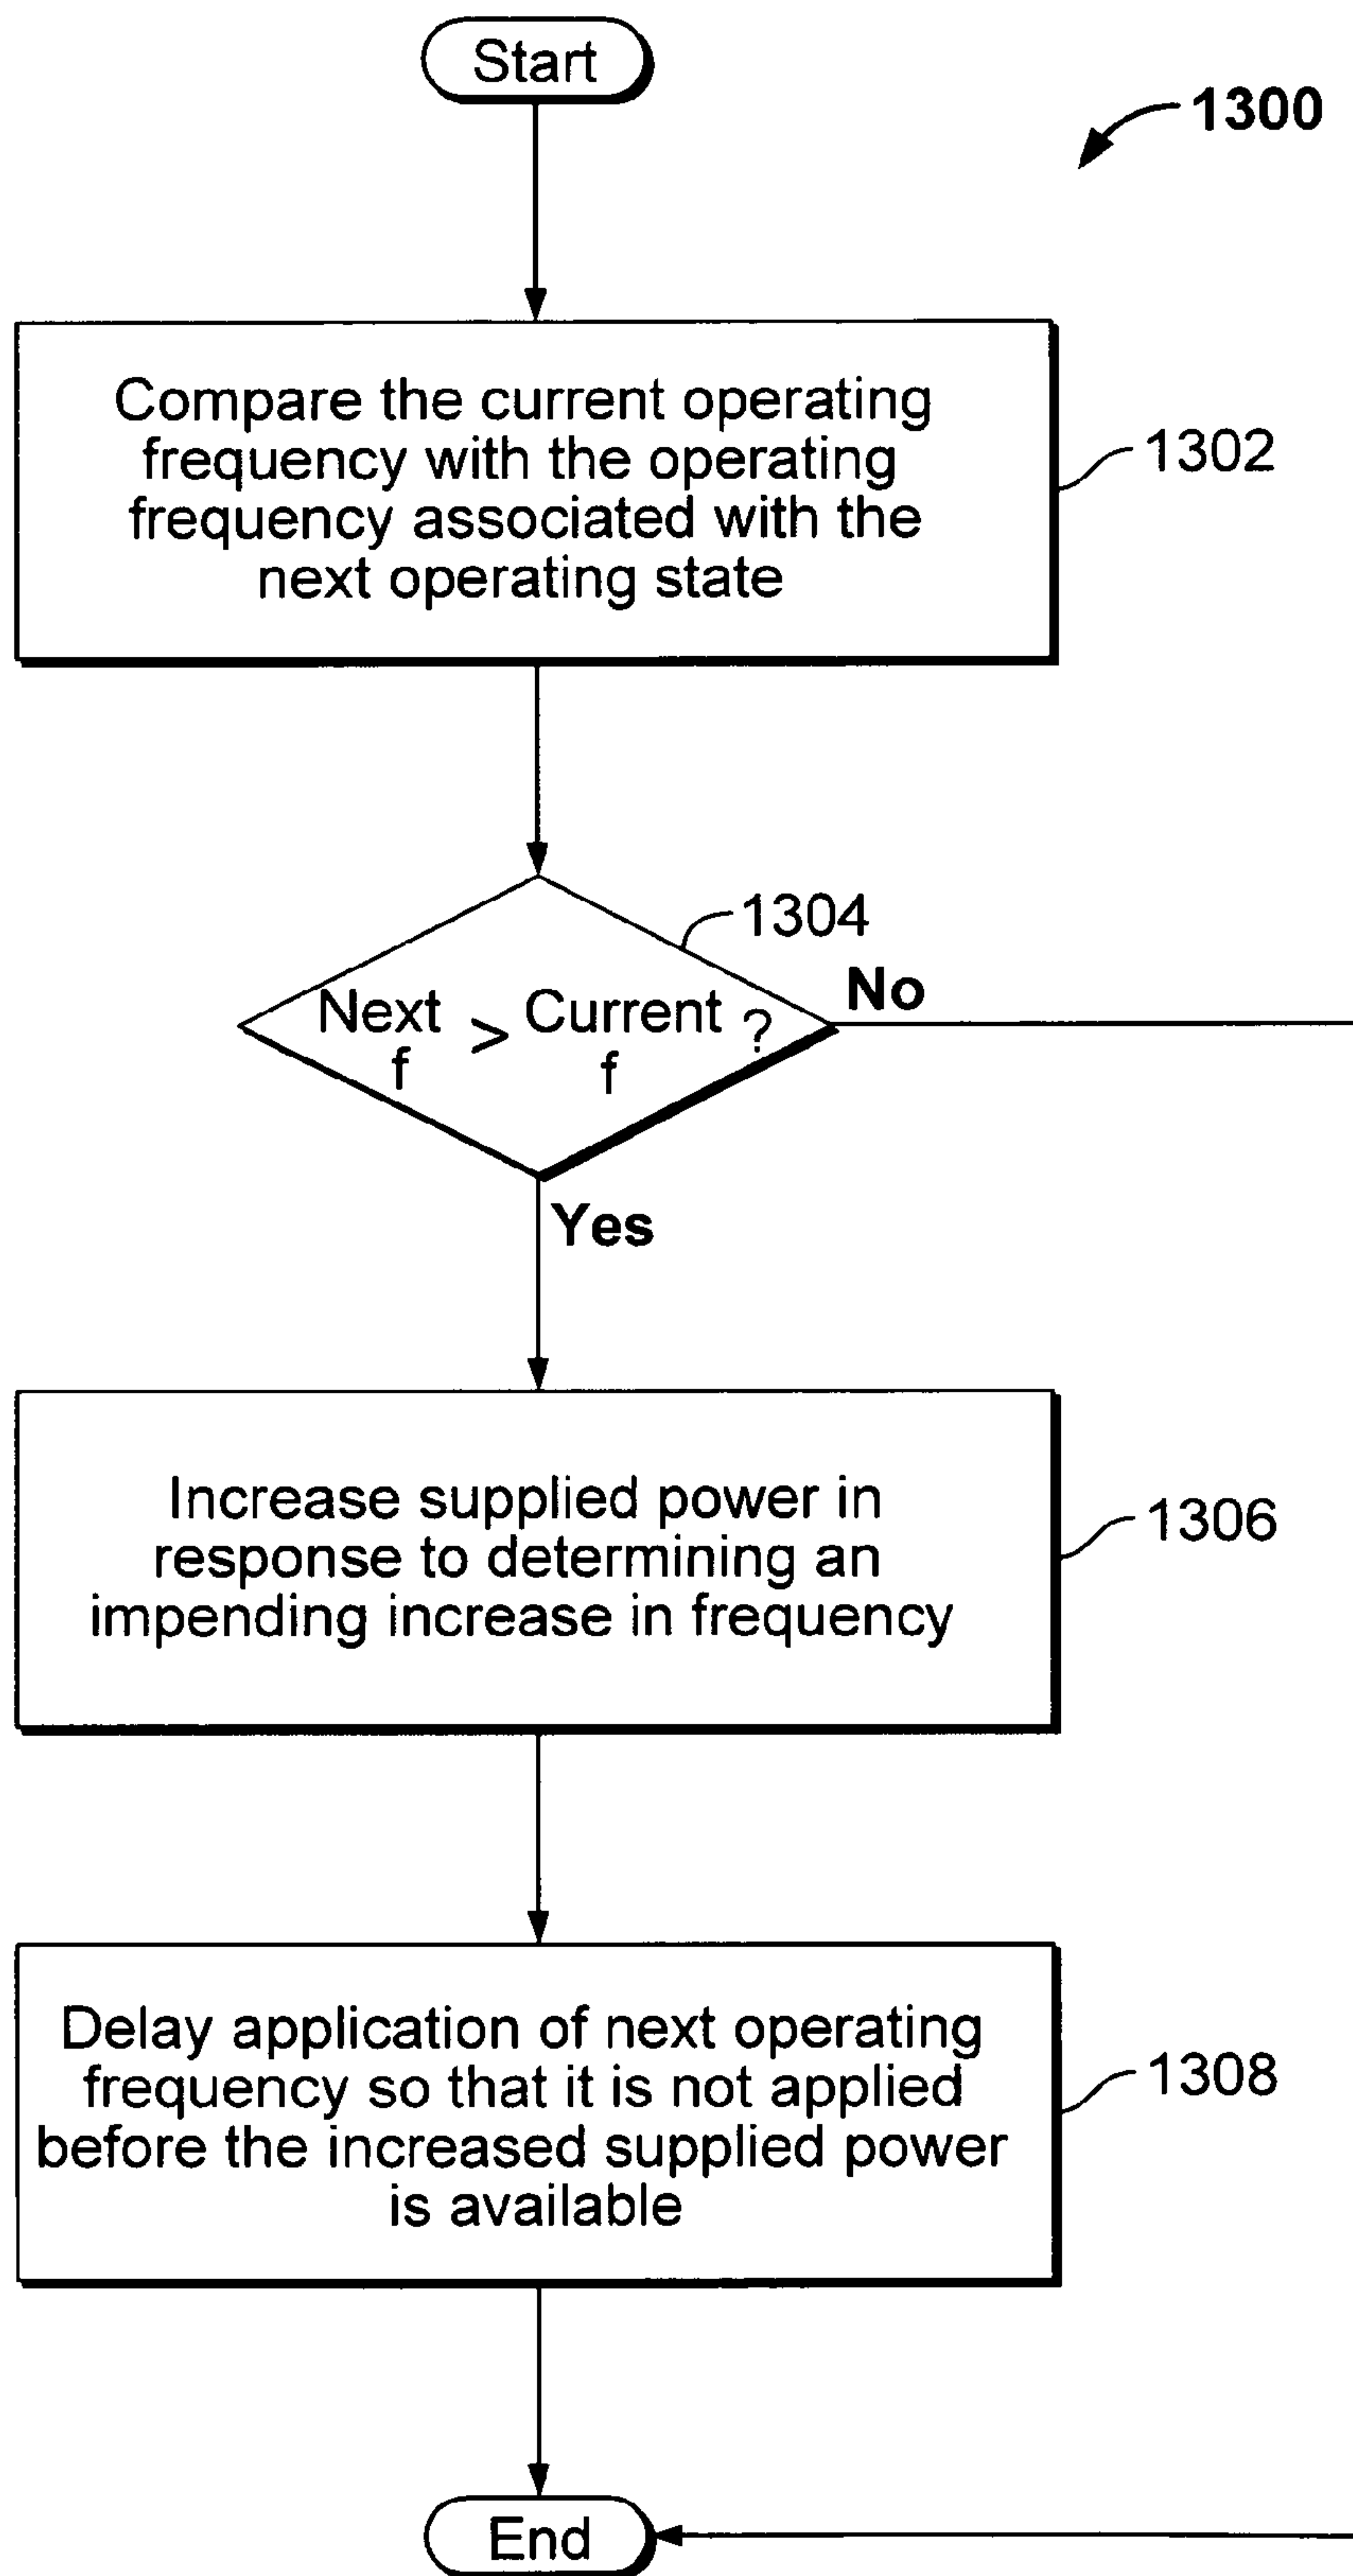 Start
1300
Compare the current operating
frequency with the operating
frequency associated with the
next operating state
1302
1304
No
Next > Current ?
f f
Yes
Increase supplied power in
response to determining an
impending increase in frequency
1306
Delay application of next operating
frequency so that it is not applied
before the increased supplied power
is available
1308
End